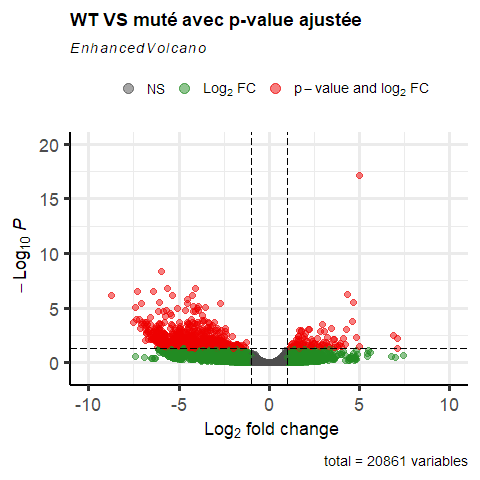 WT VS muté avec p-value ajustée
EnhancedVolcano
NS Log₂ FC p − value and log₂ FC
20
15
10
5
0
− Log₁₀ P
-10 -5 0 5 10
Log₂ fold change
total = 20861 variables